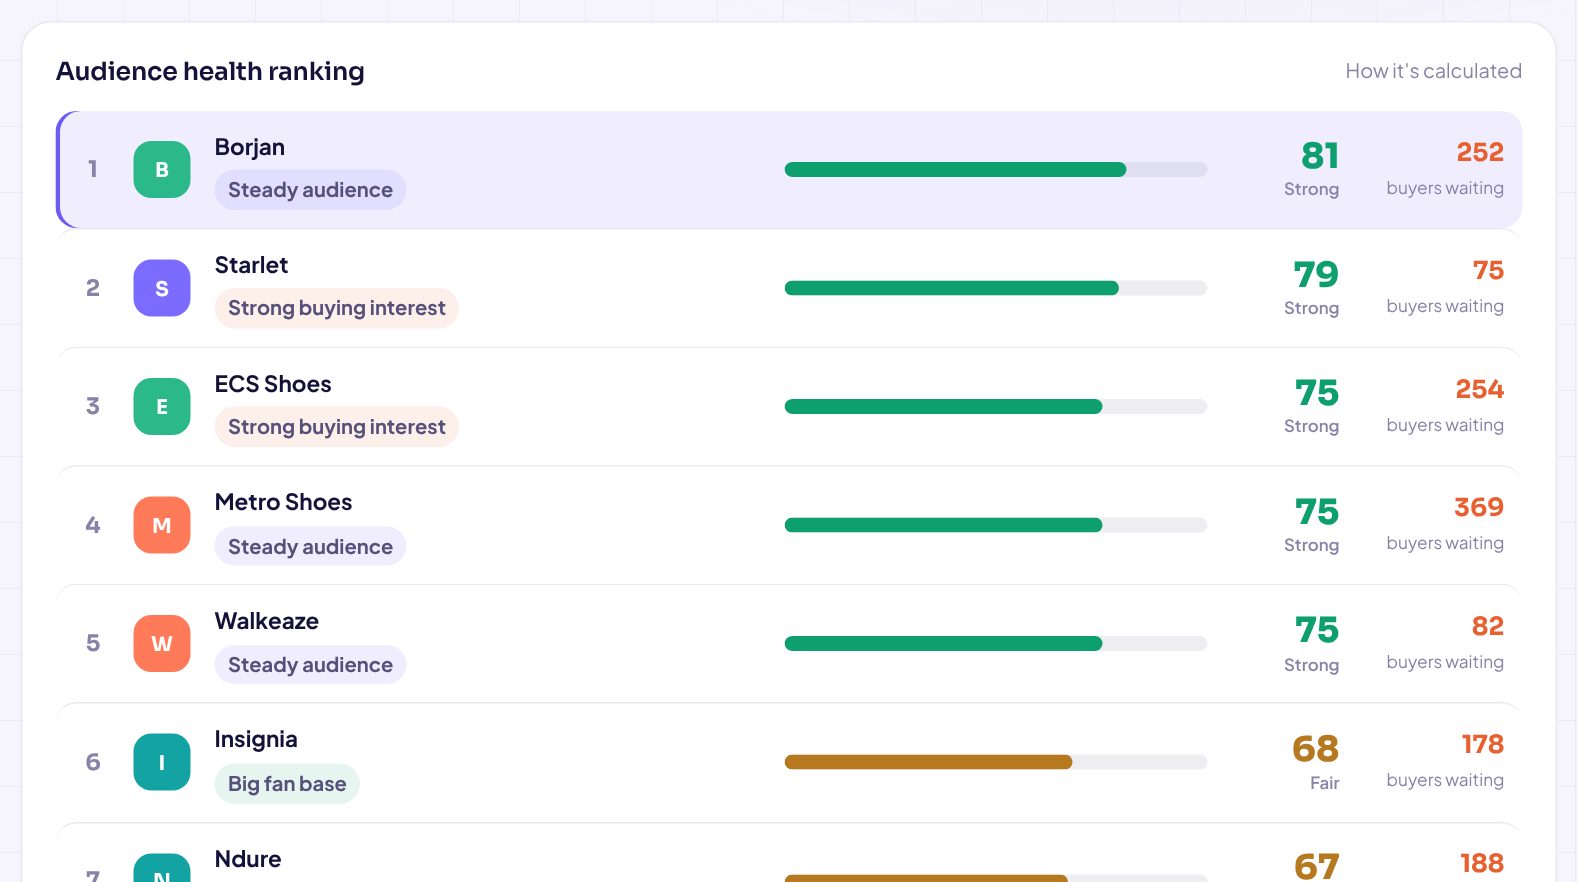 Audience health ranking
How it's calculated
1
B
Borjan
Steady audience
81
Strong
252
buyers waiting
2
S
Starlet
Strong buying interest
79
Strong
75
buyers waiting
3
E
ECS Shoes
Strong buying interest
75
Strong
254
buyers waiting
4
M
Metro Shoes
Steady audience
75
Strong
369
buyers waiting
5
W
Walkeaze
Steady audience
75
Strong
82
buyers waiting
6
I
Insignia
Big fan base
68
Fair
178
buyers waiting
7
N
Ndure
67
188